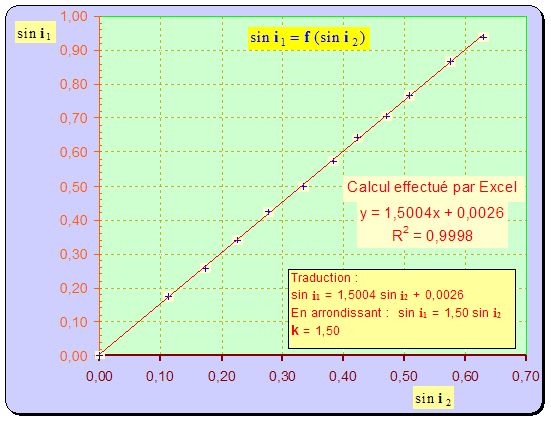 sin i₁
sin i₁ = f (sin i ₂)
1,00
0,90
0,80
0,70
0,60
0,50
0,40
0,30
0,20
0,10
0,00
Calcul effectué par Excel
y = 1,5004x + 0,0026
R² = 0,9998
Traduction :
sin i₁ = 1,5004 sin i₂ + 0,0026
En arrondissant : sin i₁ = 1,50 sin i₂
k = 1,50
0,00 0,10 0,20 0,30 0,40 0,50 0,60 0,70
sin i ₂